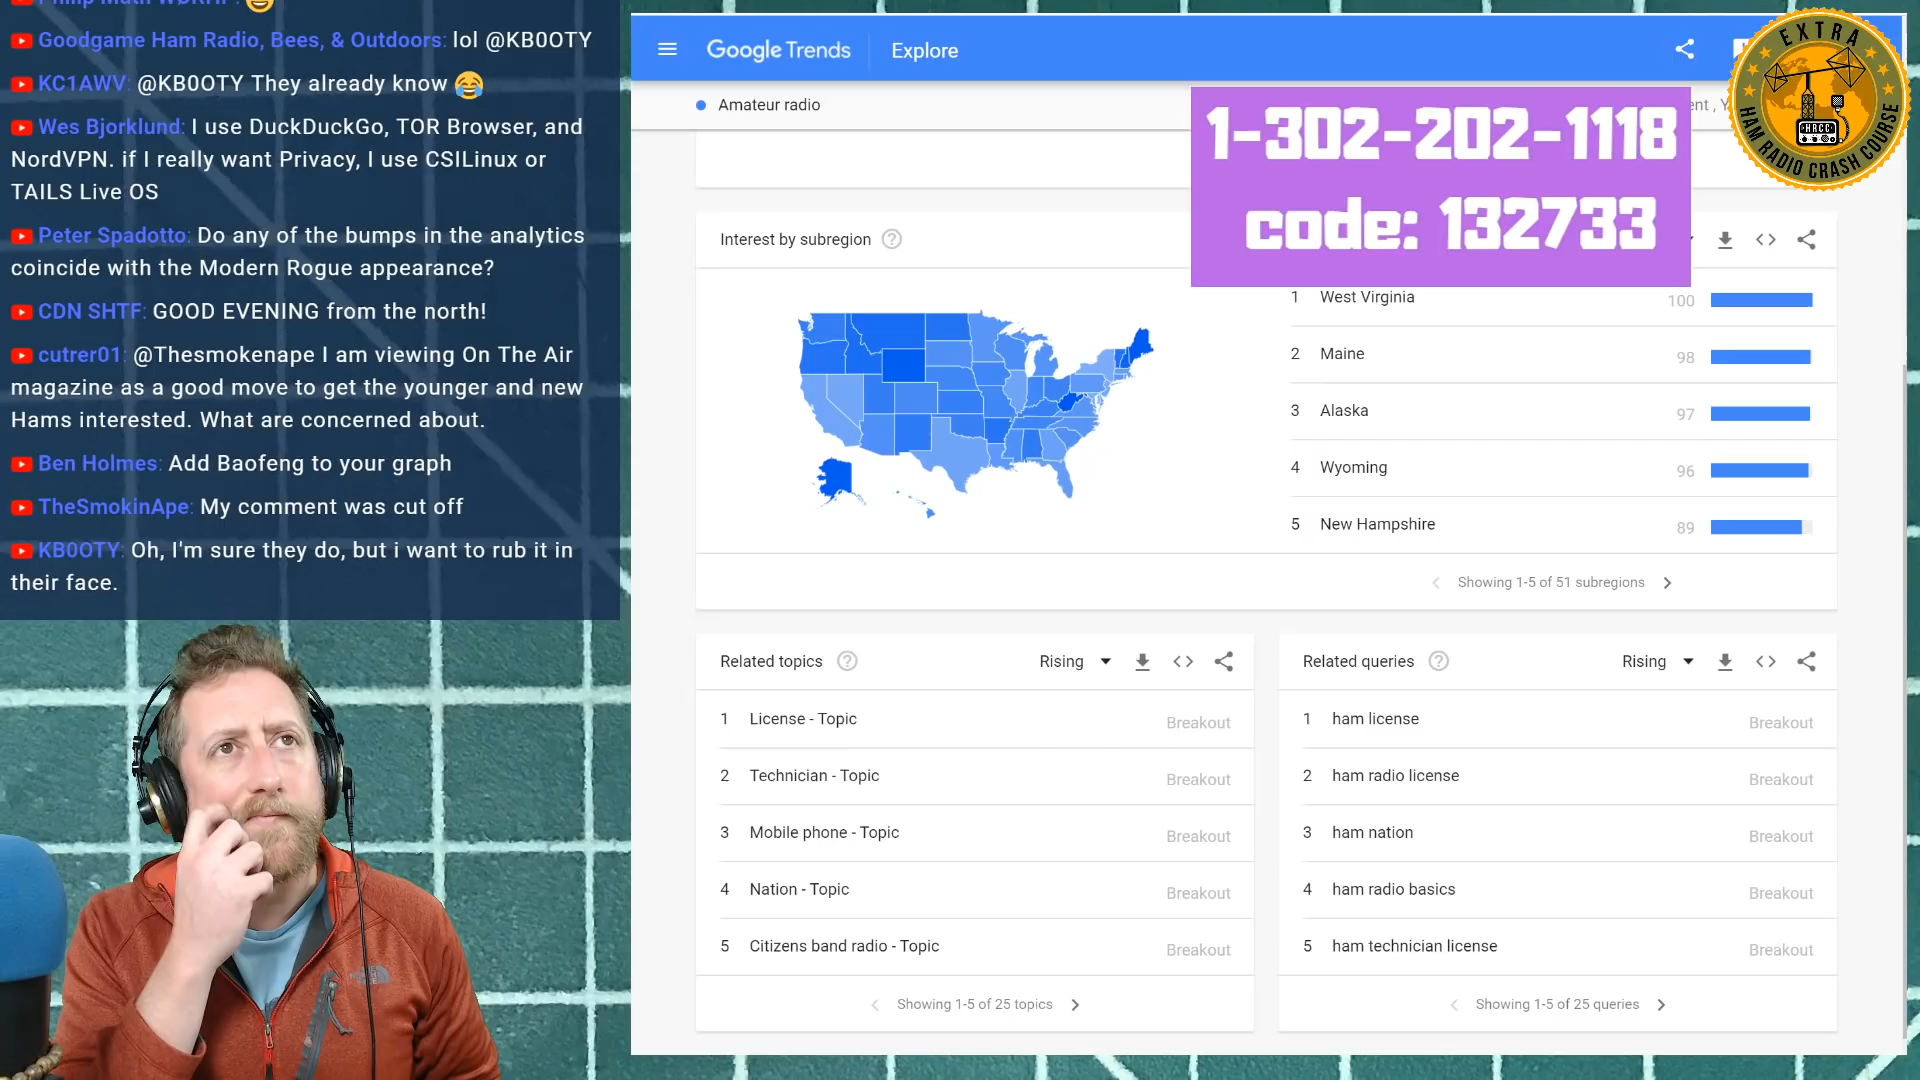 Goodgame Ham Radio, Bees, & Outdoors: lol @KB0OTY
KC1AWV: @KB0OTY They already know 😂
Wes Bjorklund: I use DuckDuckGo, TOR Browser, and
NordVPN. if I really want Privacy, I use CSILinux or
TAILS Live OS
Peter Spadotto: Do any of the bumps in the analytics
coincide with the Modern Rogue appearance?
CDN SHTF: GOOD EVENING from the north!
cutrer01: @Thesmokenape I am viewing On The Air
magazine as a good move to get the younger and new
Hams interested. What are concerned about.
Ben Holmes: Add Baofeng to your graph
TheSmokinApe: My comment was cut off
KB0OTY: Oh, I'm sure they do, but i want to rub it in
their face.
Google Trends
Explore
Amateur radio
1-302-202-1118
code: 132733
EXTRA
HRCC
HAM RADIO CRASH COURSE
Interest by subregion
1 West Virginia 100
2 Maine 98
3 Alaska 97
4 Wyoming 96
5 New Hampshire 89
Showing 1-5 of 51 subregions
Related topics
Rising
1 License - Topic Breakout
2 Technician - Topic Breakout
3 Mobile phone - Topic Breakout
4 Nation - Topic Breakout
5 Citizens band radio - Topic Breakout
Showing 1-5 of 25 topics
Related queries
Rising
1 ham license Breakout
2 ham radio license Breakout
3 ham nation Breakout
4 ham radio basics Breakout
5 ham technician license Breakout
Showing 1-5 of 25 queries